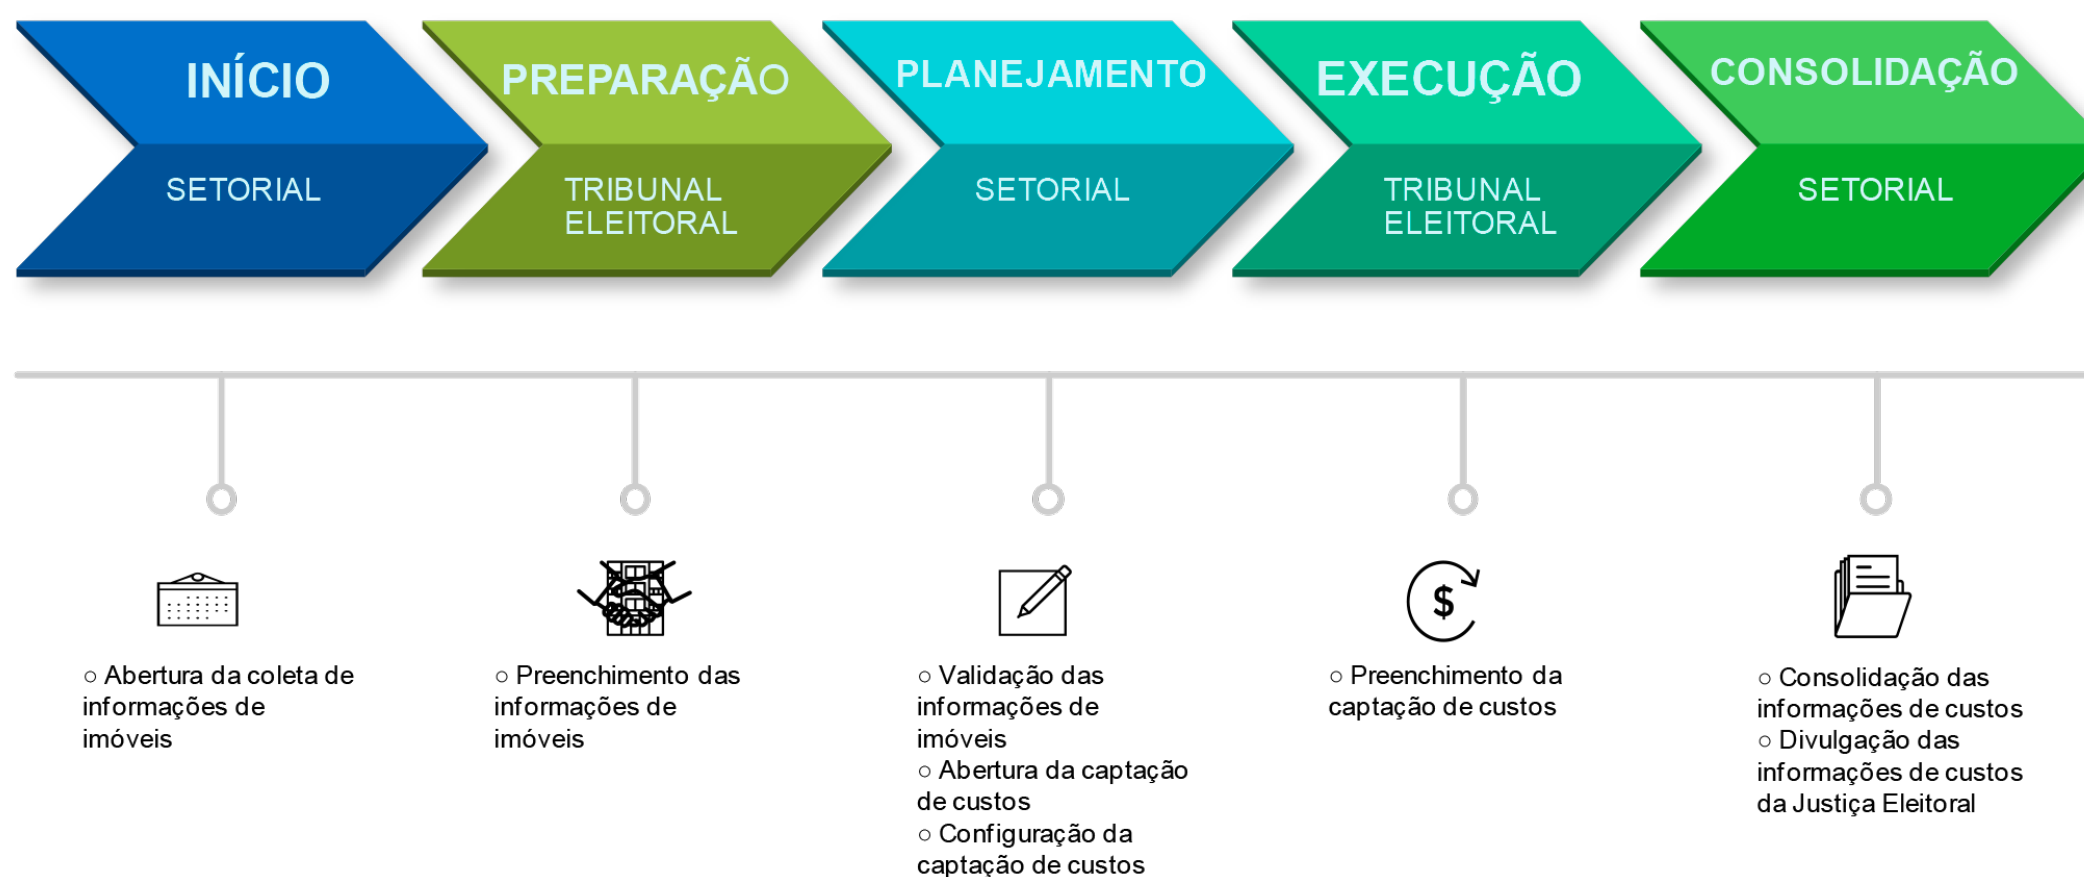 INÍCIO
SETORIAL
PREPARAÇÃO
TRIBUNAL
ELEITORAL
PLANEJAMENTO
SETORIAL
EXECUÇÃO
TRIBUNAL
ELEITORAL
CONSOLIDAÇÃO
SETORIAL
○ Abertura da coleta de
informações de
imóveis
○ Preenchimento das
informações de
imóveis
○ Validação das
informações de
imóveis
○ Abertura da captação
de custos
○ Configuração da
captação de custos
$
○ Preenchimento da
captação de custos
○ Consolidação das
informações de custos
○ Divulgação das
informações de custos
da Justiça Eleitoral